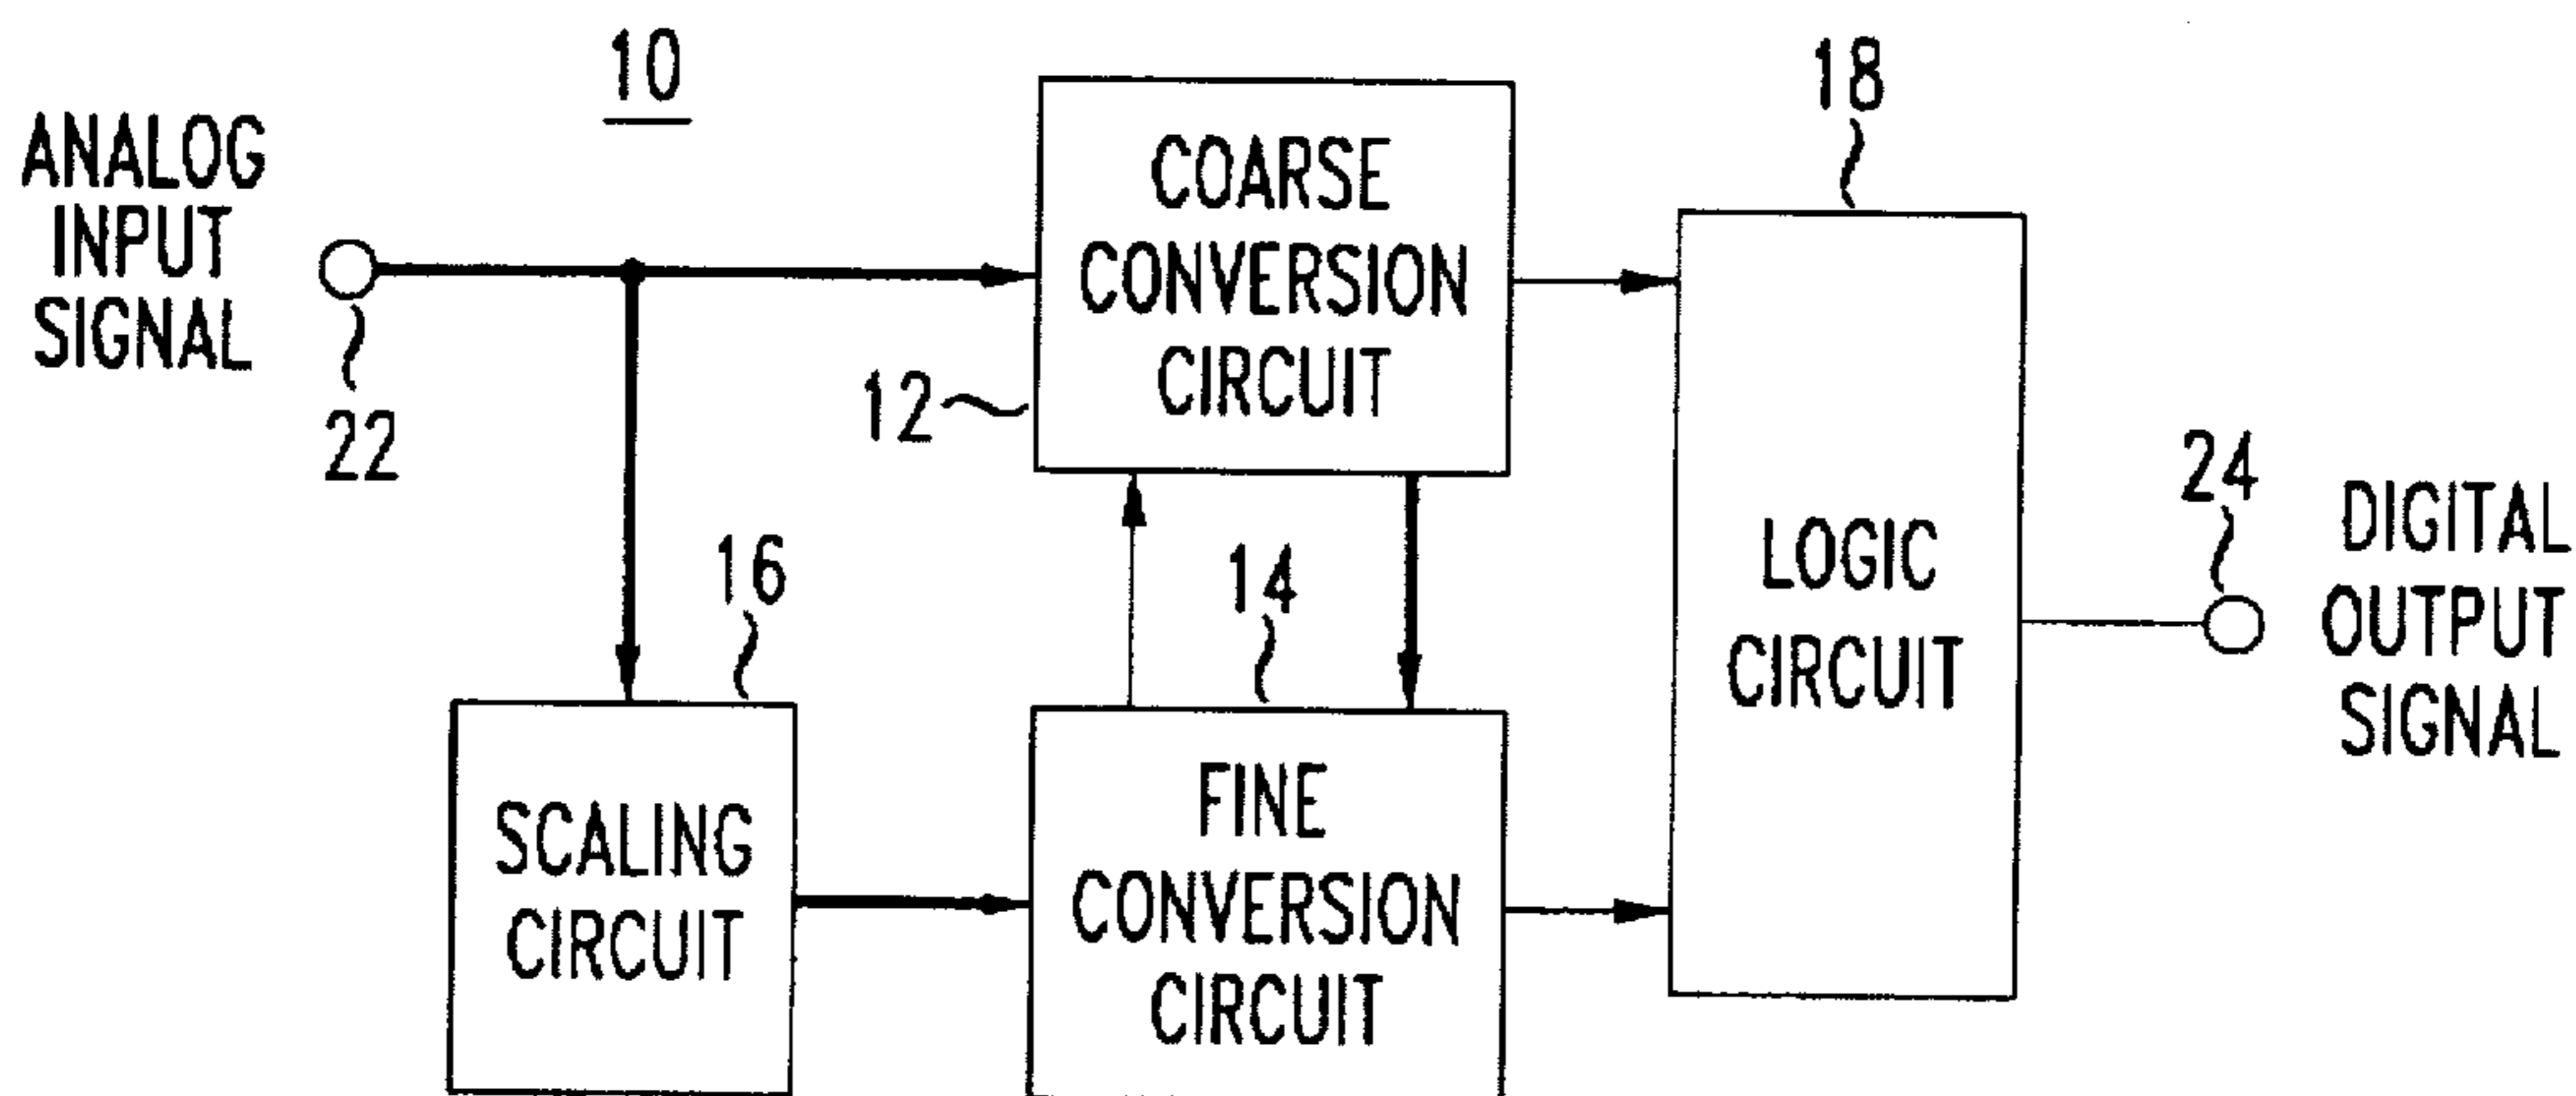 10
ANALOG
INPUT
SIGNAL
22
COARSE
CONVERSION
CIRCUIT
12
18
LOGIC
CIRCUIT
24
DIGITAL
OUTPUT
SIGNAL
16
SCALING
CIRCUIT
14
FINE
CONVERSION
CIRCUIT